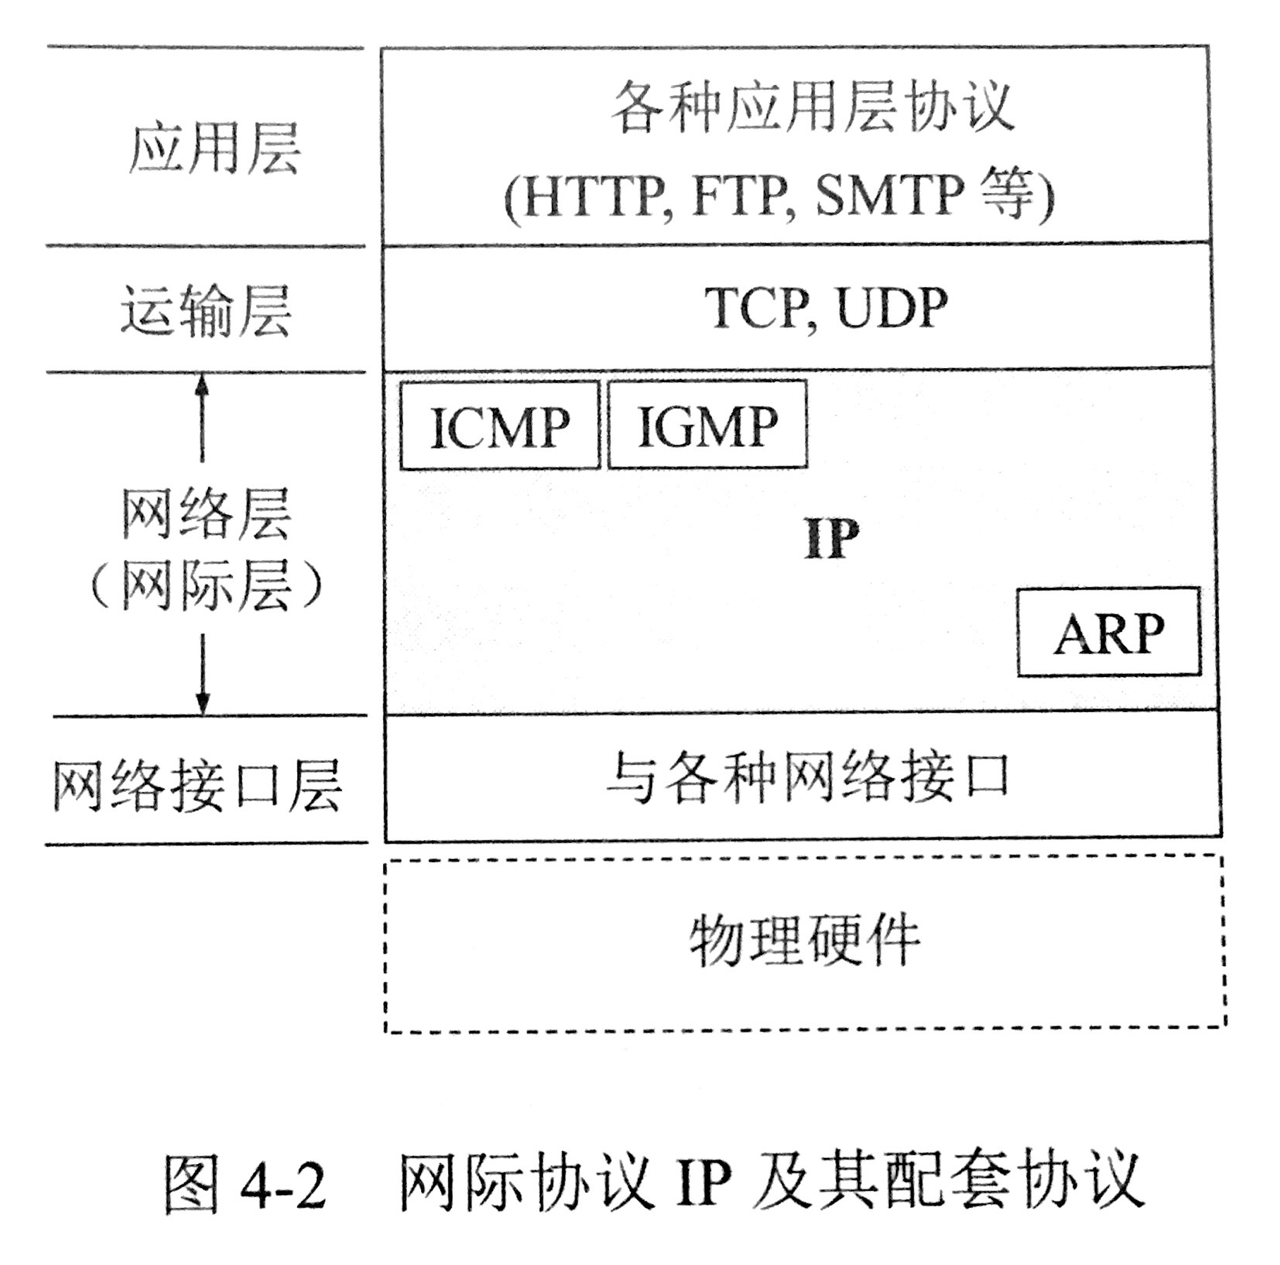 应用层
各种应用层协议
(HTTP, FTP, SMTP 等)
运输层
TCP, UDP
ICMP
IGMP
网络层
（网际层）
IP
ARP
网络接口层
与各种网络接口
物理硬件
图 4-2 网际协议 IP 及其配套协议